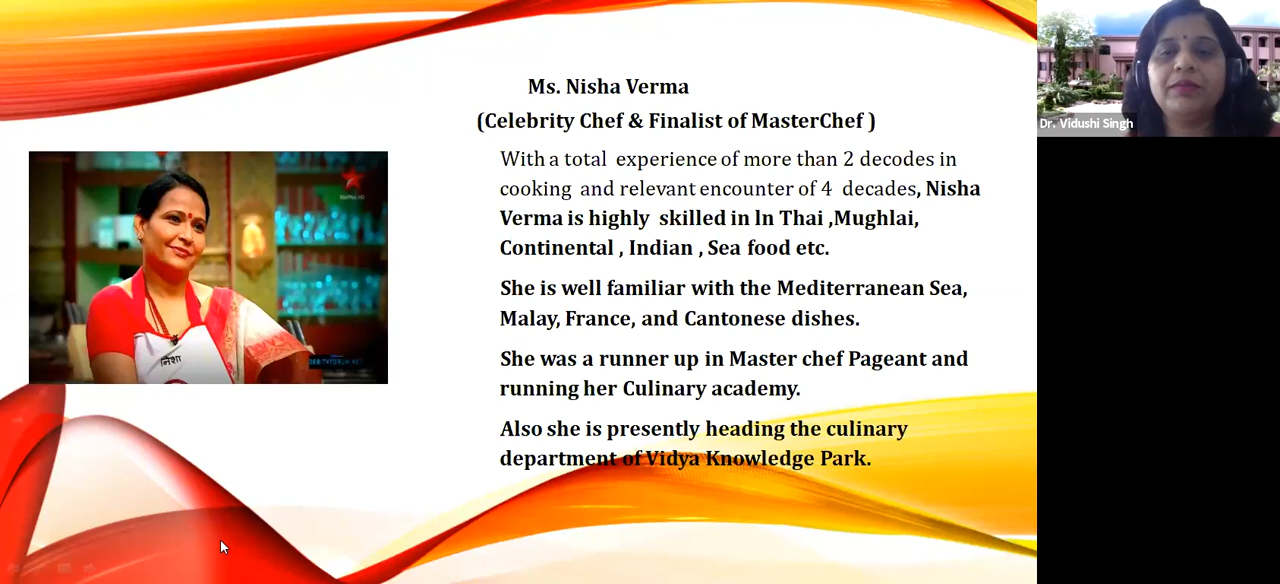 Ms. Nisha Verma
(Celebrity Chef & Finalist of MasterChef )
With a total experience of more than 2 decodes in
cooking and relevant encounter of 4 decades, Nisha
Verma is highly skilled in ln Thai ,Mughlai,
Continental , Indian , Sea food etc.
She is well familiar with the Mediterranean Sea,
Malay, France, and Cantonese dishes.
She was a runner up in Master chef Pageant and
running her Culinary academy.
Also she is presently heading the culinary
department of Vidya Knowledge Park.
निशा
Dr. Vidushi Singh